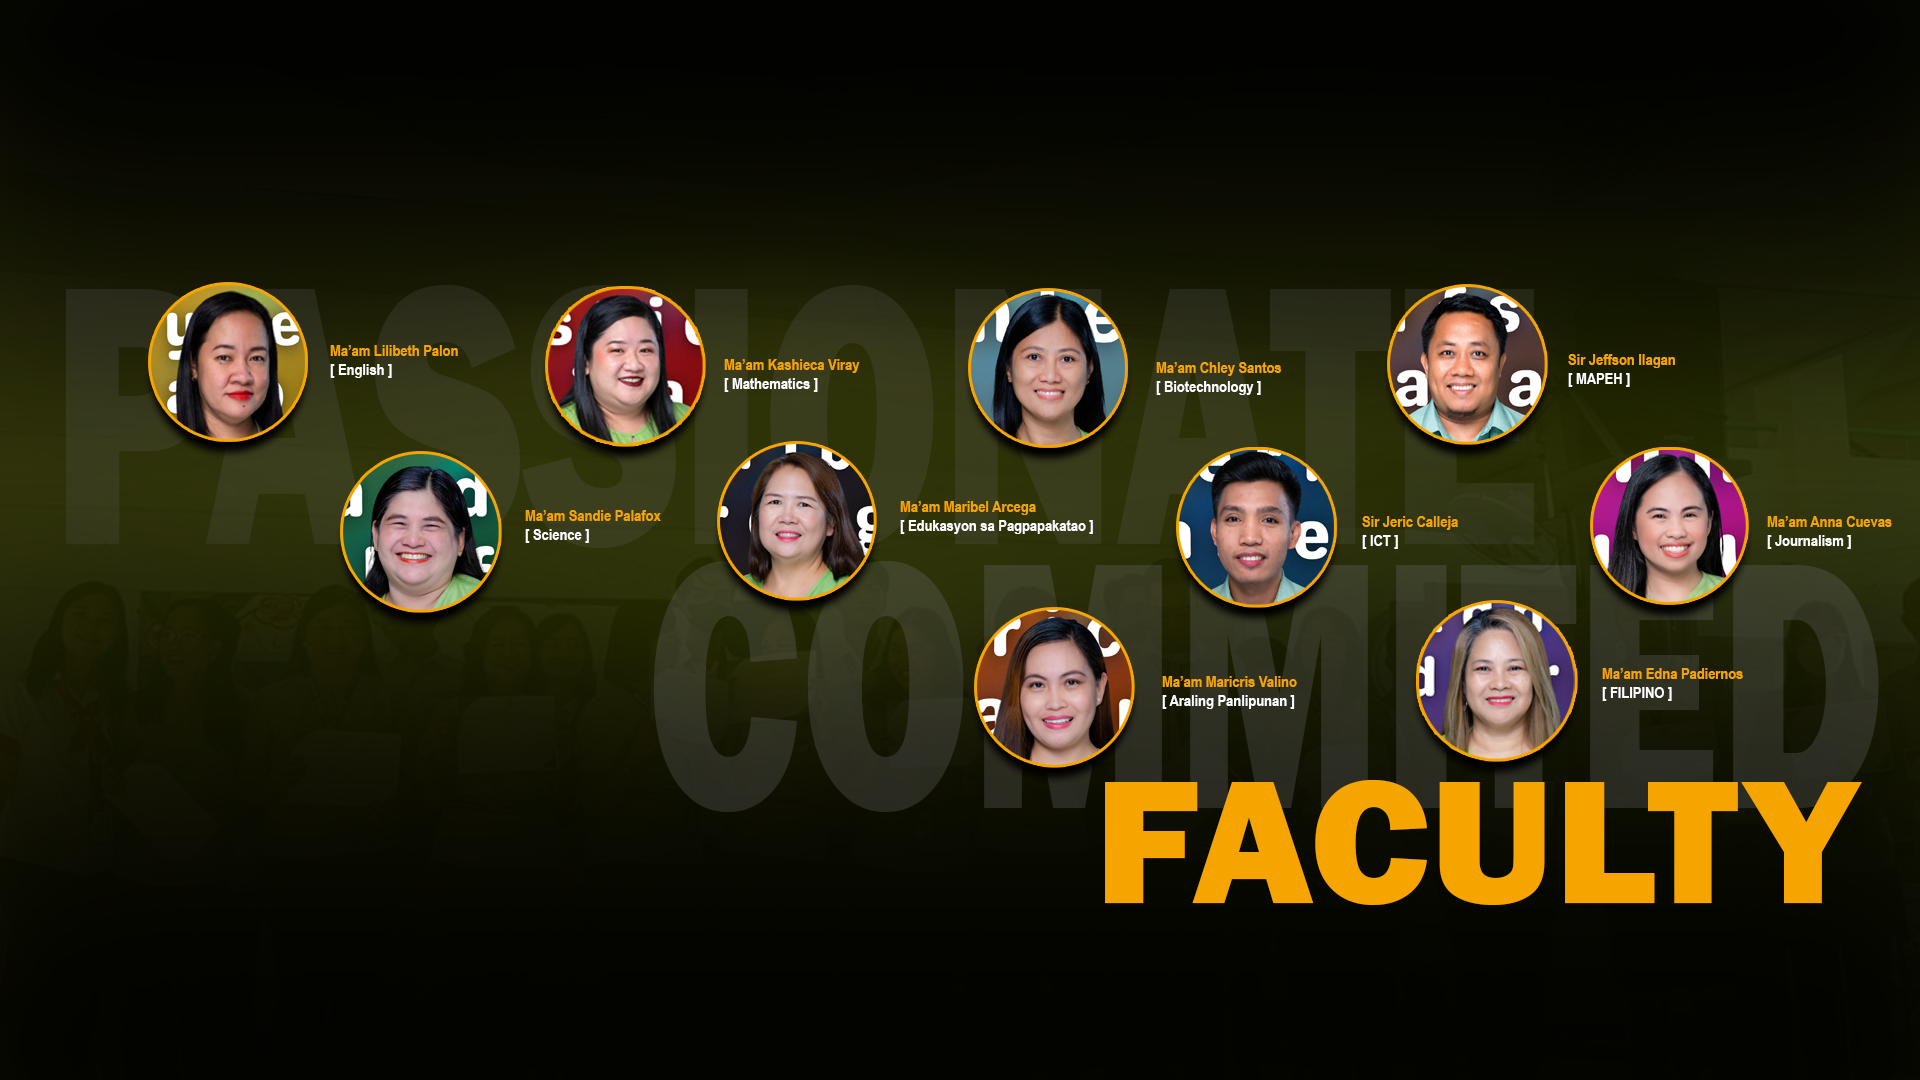 PASSIONATE
Ma'am Lilibeth Palon
[ English ]
Ma'am Kashieca Viray
[ Mathematics ]
Ma'am Chley Santos
[ Biotechnology ]
Sir Jeffson Ilagan
[ MAPEH ]
Ma'am Sandie Palafox
[ Science ]
Ma'am Maribel Arcega
[ Edukasyon sa Pagpapakatao ]
Sir Jeric Calleja
[ ICT ]
Ma'am Anna Cuevas
[ Journalism ]
COMMITED
Ma'am Maricris Valino
[ Araling Panlipunan ]
Ma'am Edna Padiernos
[ FILIPINO ]
FACULTY